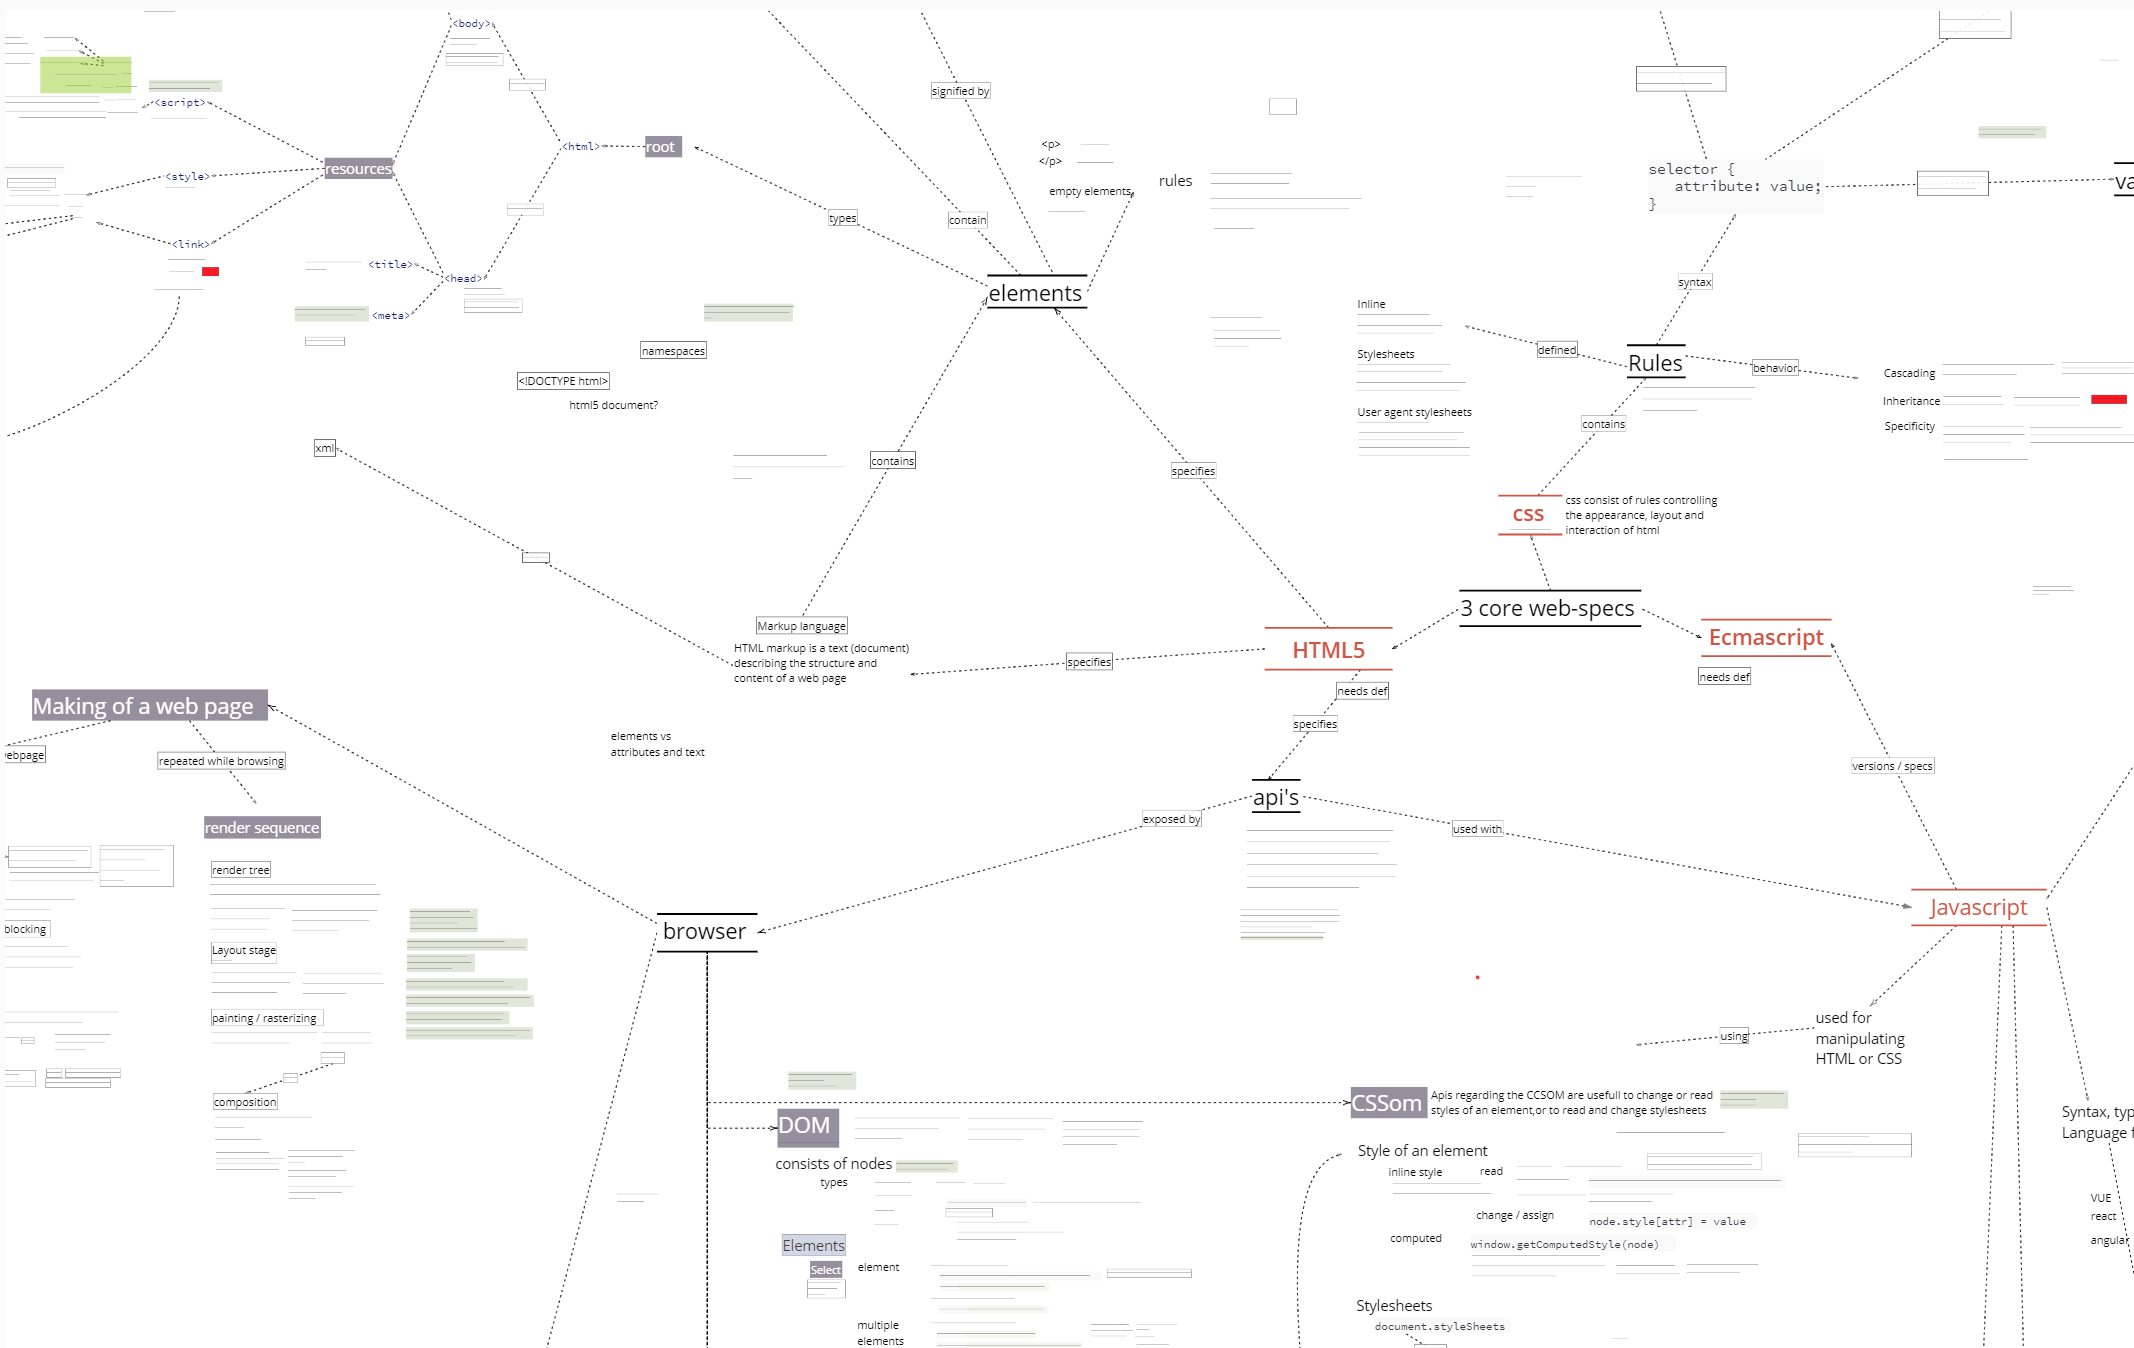 <body>
signified by
<script>
<p>
</p>
<html>
root
resources
selector {
attribute: value;
}
<style>
empty elements
rules
va
types
contain
<link>
<title>
<head>
syntax
elements
Inline
<meta>
namespaces
defined
Stylesheets
Rules
behavior
Cascading
<!DOCTYPE html>
html5 document?
Inheritance
User agent stylesheets
contains
Specificity
xml
contains
specifies
css
css consist of rules controlling
the appearance, layout and
interaction of html
3 core web-specs
Markup language
HTML markup is a text (document)
describing the structure and
content of a web page
specifies
HTML5
Ecmascript
needs def
needs def
Making of a web page
specifies
elements vs
attributes and text
ebpage
repeated while browsing
versions / specs
api's
exposed by
used with
render sequence
render tree
browser
Javascript
blocking
Layout stage
painting / rasterizing
used for
manipulating
HTML or CSS
using
composition
CSSom
Apis regarding the CCSOM are usefull to change or read
styles of an element,or to read and change stylesheets
DOM
Syntax, typ
Language f
consists of nodes
types
Style of an element
inline style
read
VUE
react
angular
change / assign
node.style[attr] = value
computed
window.getComputedStyle(node)
Elements
Select
element
Stylesheets
document.styleSheets
multiple
elements